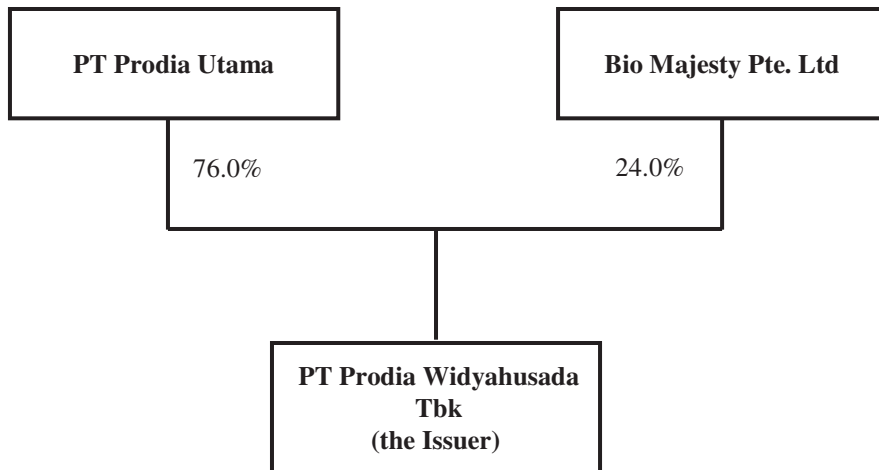 PT Prodia Utama
Bio Majesty Pte. Ltd
76.0%
24.0%
PT Prodia Widyahusada
Tbk
(the Issuer)